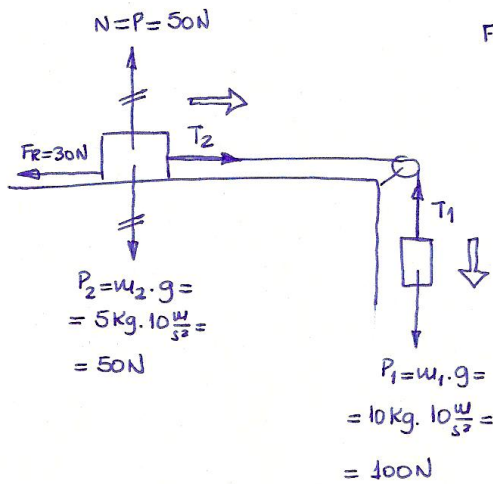 N=P=50N
F
FR=30N
T2
T1
P2=m2.g=
= 5Kg.10 m/s²=
= 50N
P1=m1.g=
= 10Kg. 10 m/s² =
= 100N